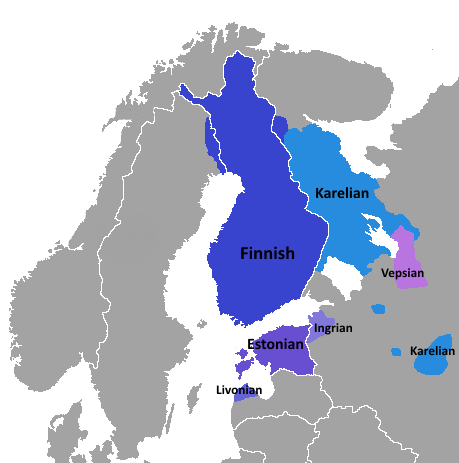 Karelian
Finnish
Vepsian
Ingrian
Estonian
Karelian
Livonian